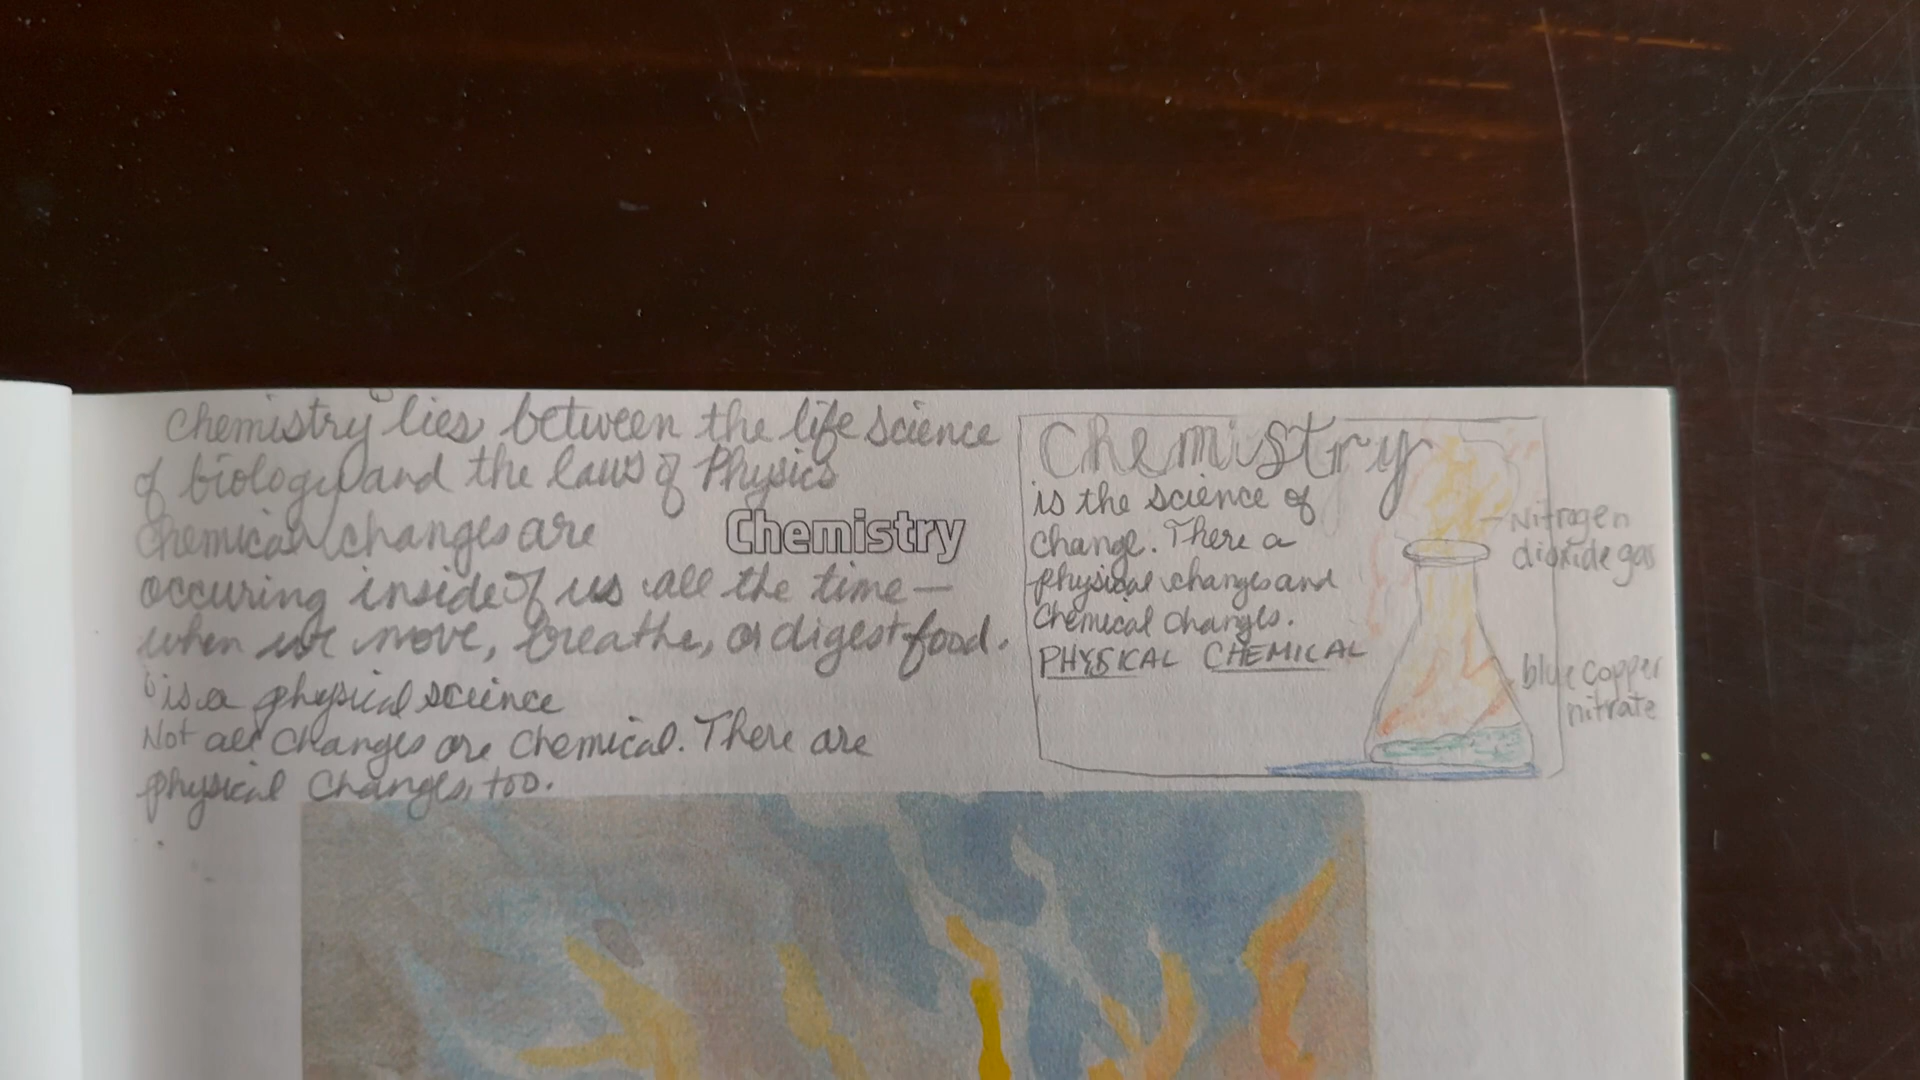 Chemistry lies between the life science
of biology and the laws of Physics
Chemical changes are
occuring inside of us all the time—
when we move, breathe, or digest food.
is a physical science
Not all changes are Chemical. There are
physical changes, too.
Chemistry
Chemistry
is the science of
change. There a
physical changes and
Chemical changes.
PHYSICAL CHEMICAL
Nitrogen
dioxide gas
blue copper
nitrate